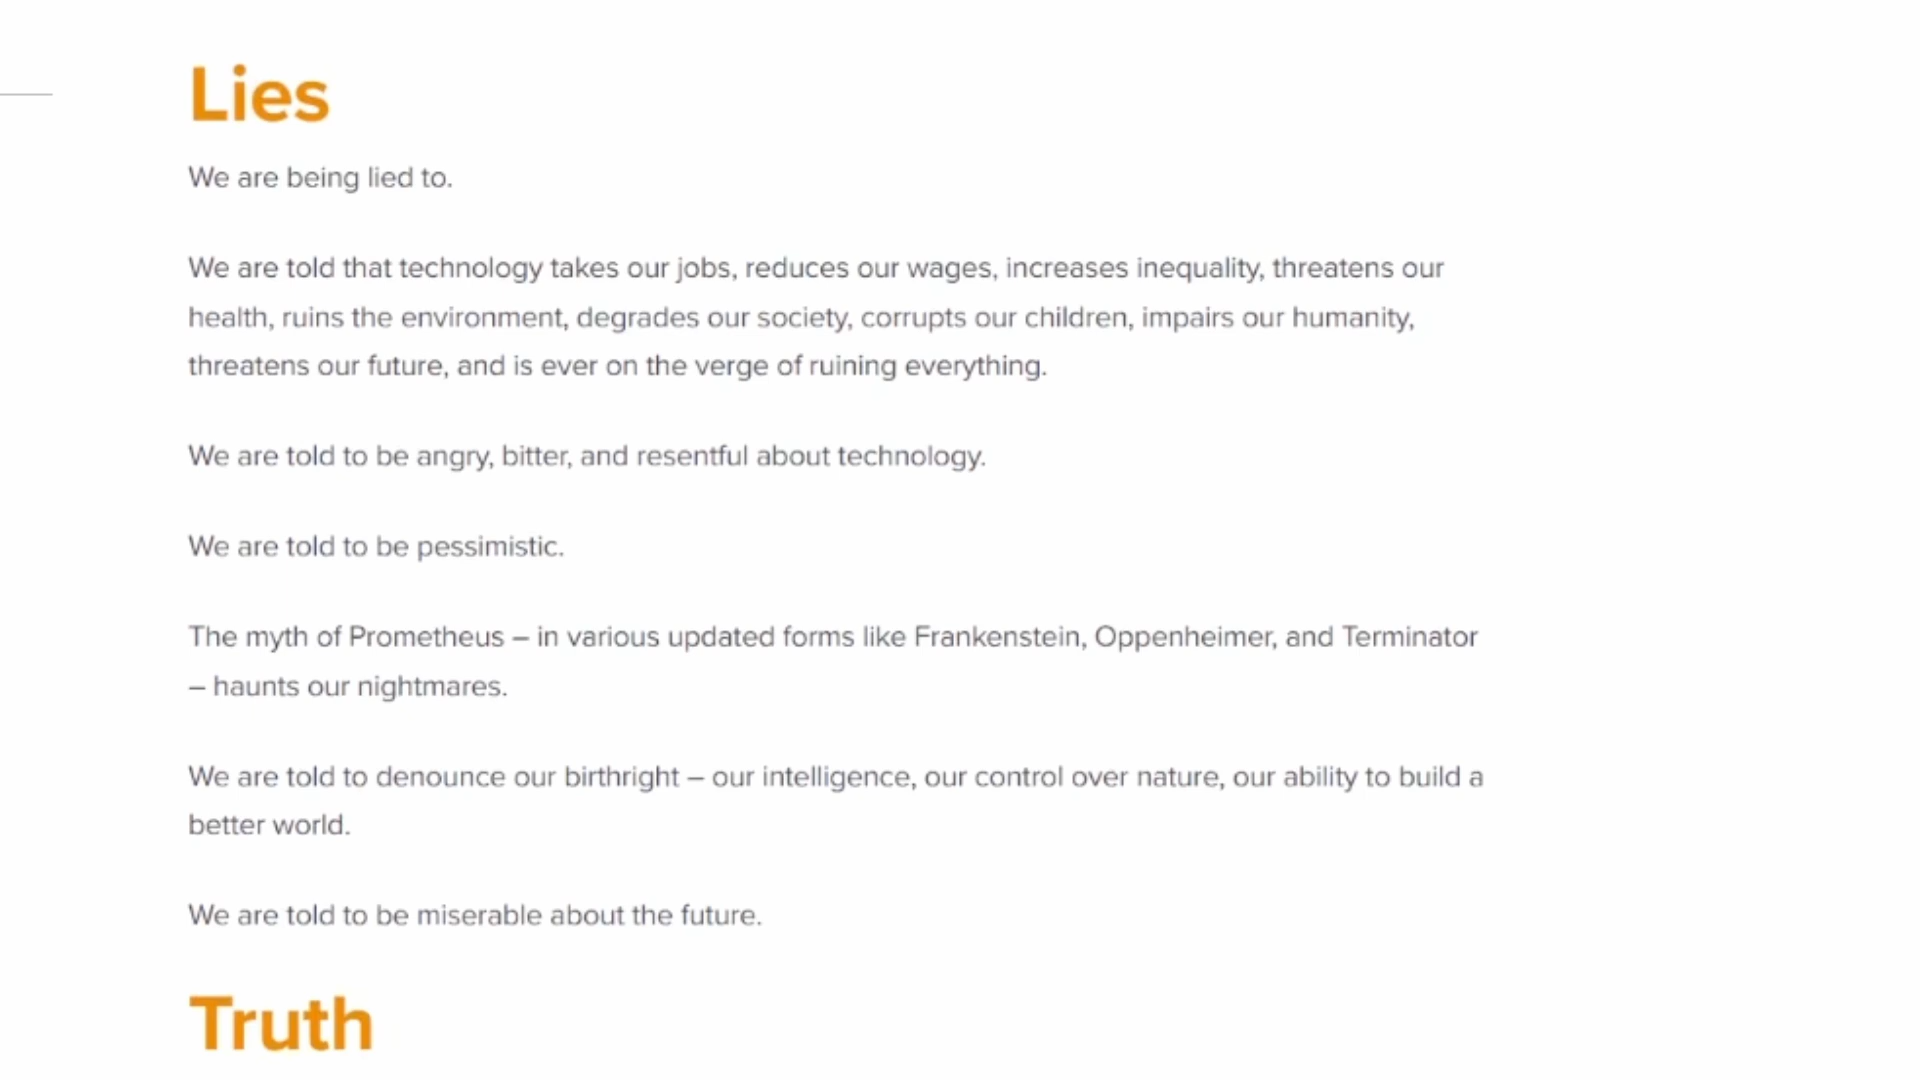 Lies
We are being lied to.
We are told that technology takes our jobs, reduces our wages, increases inequality, threatens our
health, ruins the environment, degrades our society, corrupts our children, impairs our humanity,
threatens our future, and is ever on the verge of ruining everything.
We are told to be angry, bitter, and resentful about technology.
We are told to be pessimistic.
The myth of Prometheus – in various updated forms like Frankenstein, Oppenheimer, and Terminator
– haunts our nightmares.
We are told to denounce our birthright – our intelligence, our control over nature, our ability to build a
better world.
We are told to be miserable about the future.
Truth